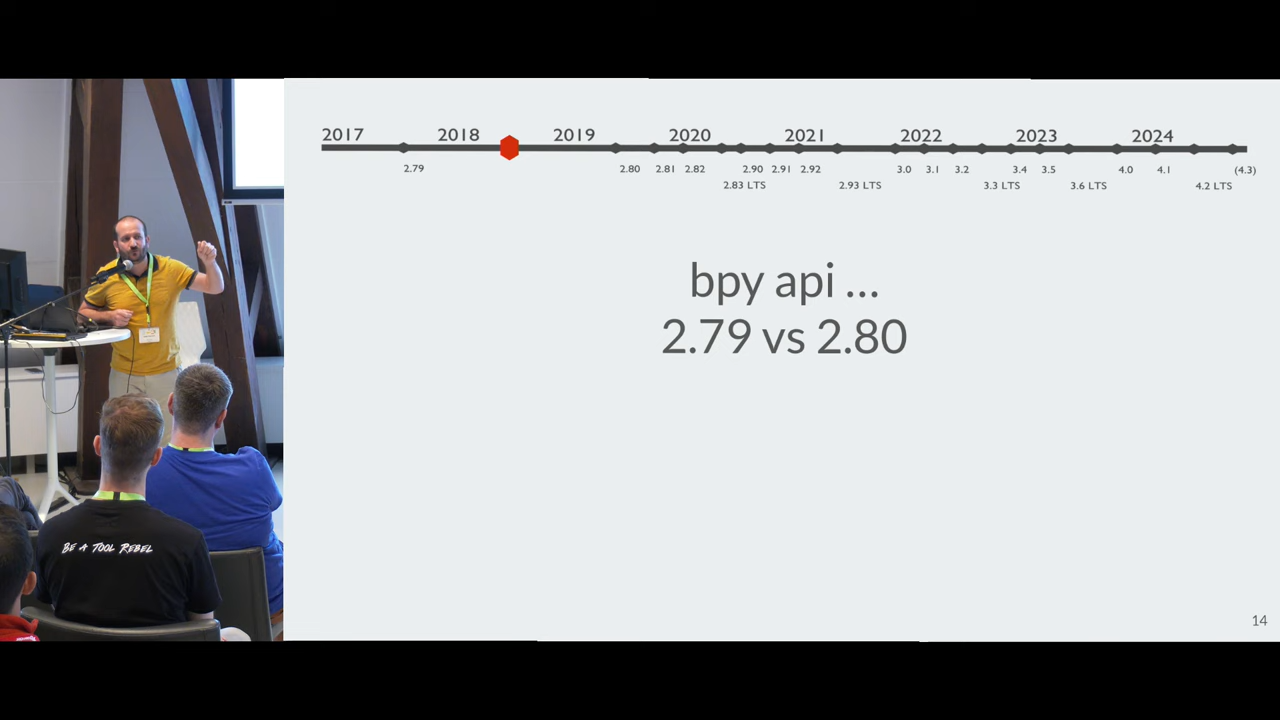 2017 2018 2019 2020 2021 2022 2023 2024
2.79 2.80 2.81 2.82 2.90 2.91 2.92 3.0 3.1 3.2 3.4 3.5 4.0 4.1 (4.3)
2.83 LTS 2.93 LTS 3.3 LTS 3.6 LTS 4.2 LTS
bpy api ...
2.79 vs 2.80
BE A TOOL REBEL
14